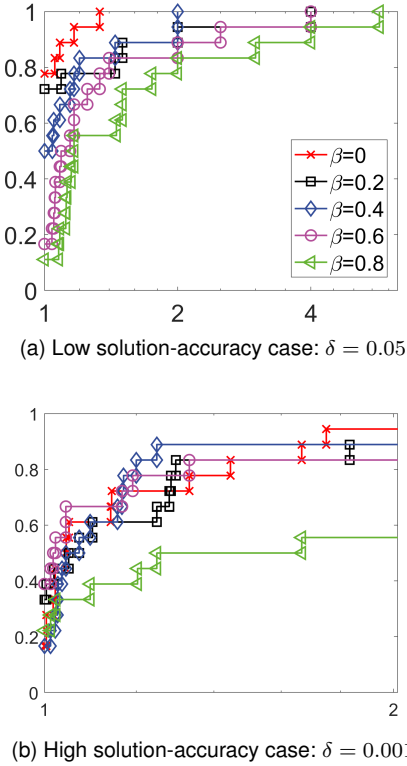 1
0.8
0.6
0.4
0.2
0
1
2
4
β=0
β=0.2
β=0.4
β=0.6
β=0.8
(a) Low solution-accuracy case: δ = 0.05
1
0.8
0.6
0.4
0.2
0
1
2
(b) High solution-accuracy case: δ = 0.001